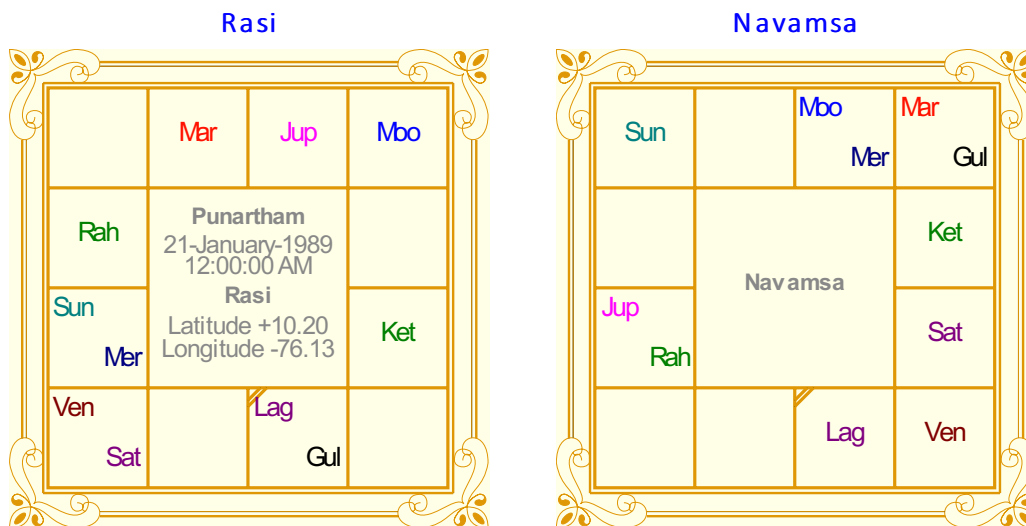 Rasi
Mar
Jup
Moo
Rah
Punartham
21-January-1989
12:00:00 AM
Rasi
Latitude +10.20
Longitude -76.13
Sun
Mer
Ket
Ven
Sat
Lag
Gul
Navamsa
Sun
Moo
Mer
Mar
Gul
Ket
Navamsa
Jup
Rah
Sat
Lag
Ven